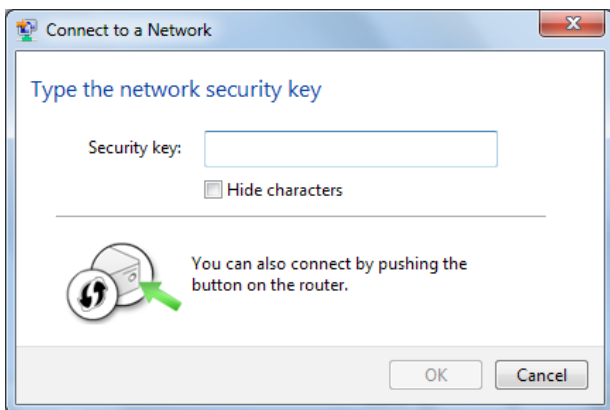 Connect to a Network
Type the network security key
Security key:
Hide characters
You can also connect by pushing the
button on the router.
OK
Cancel